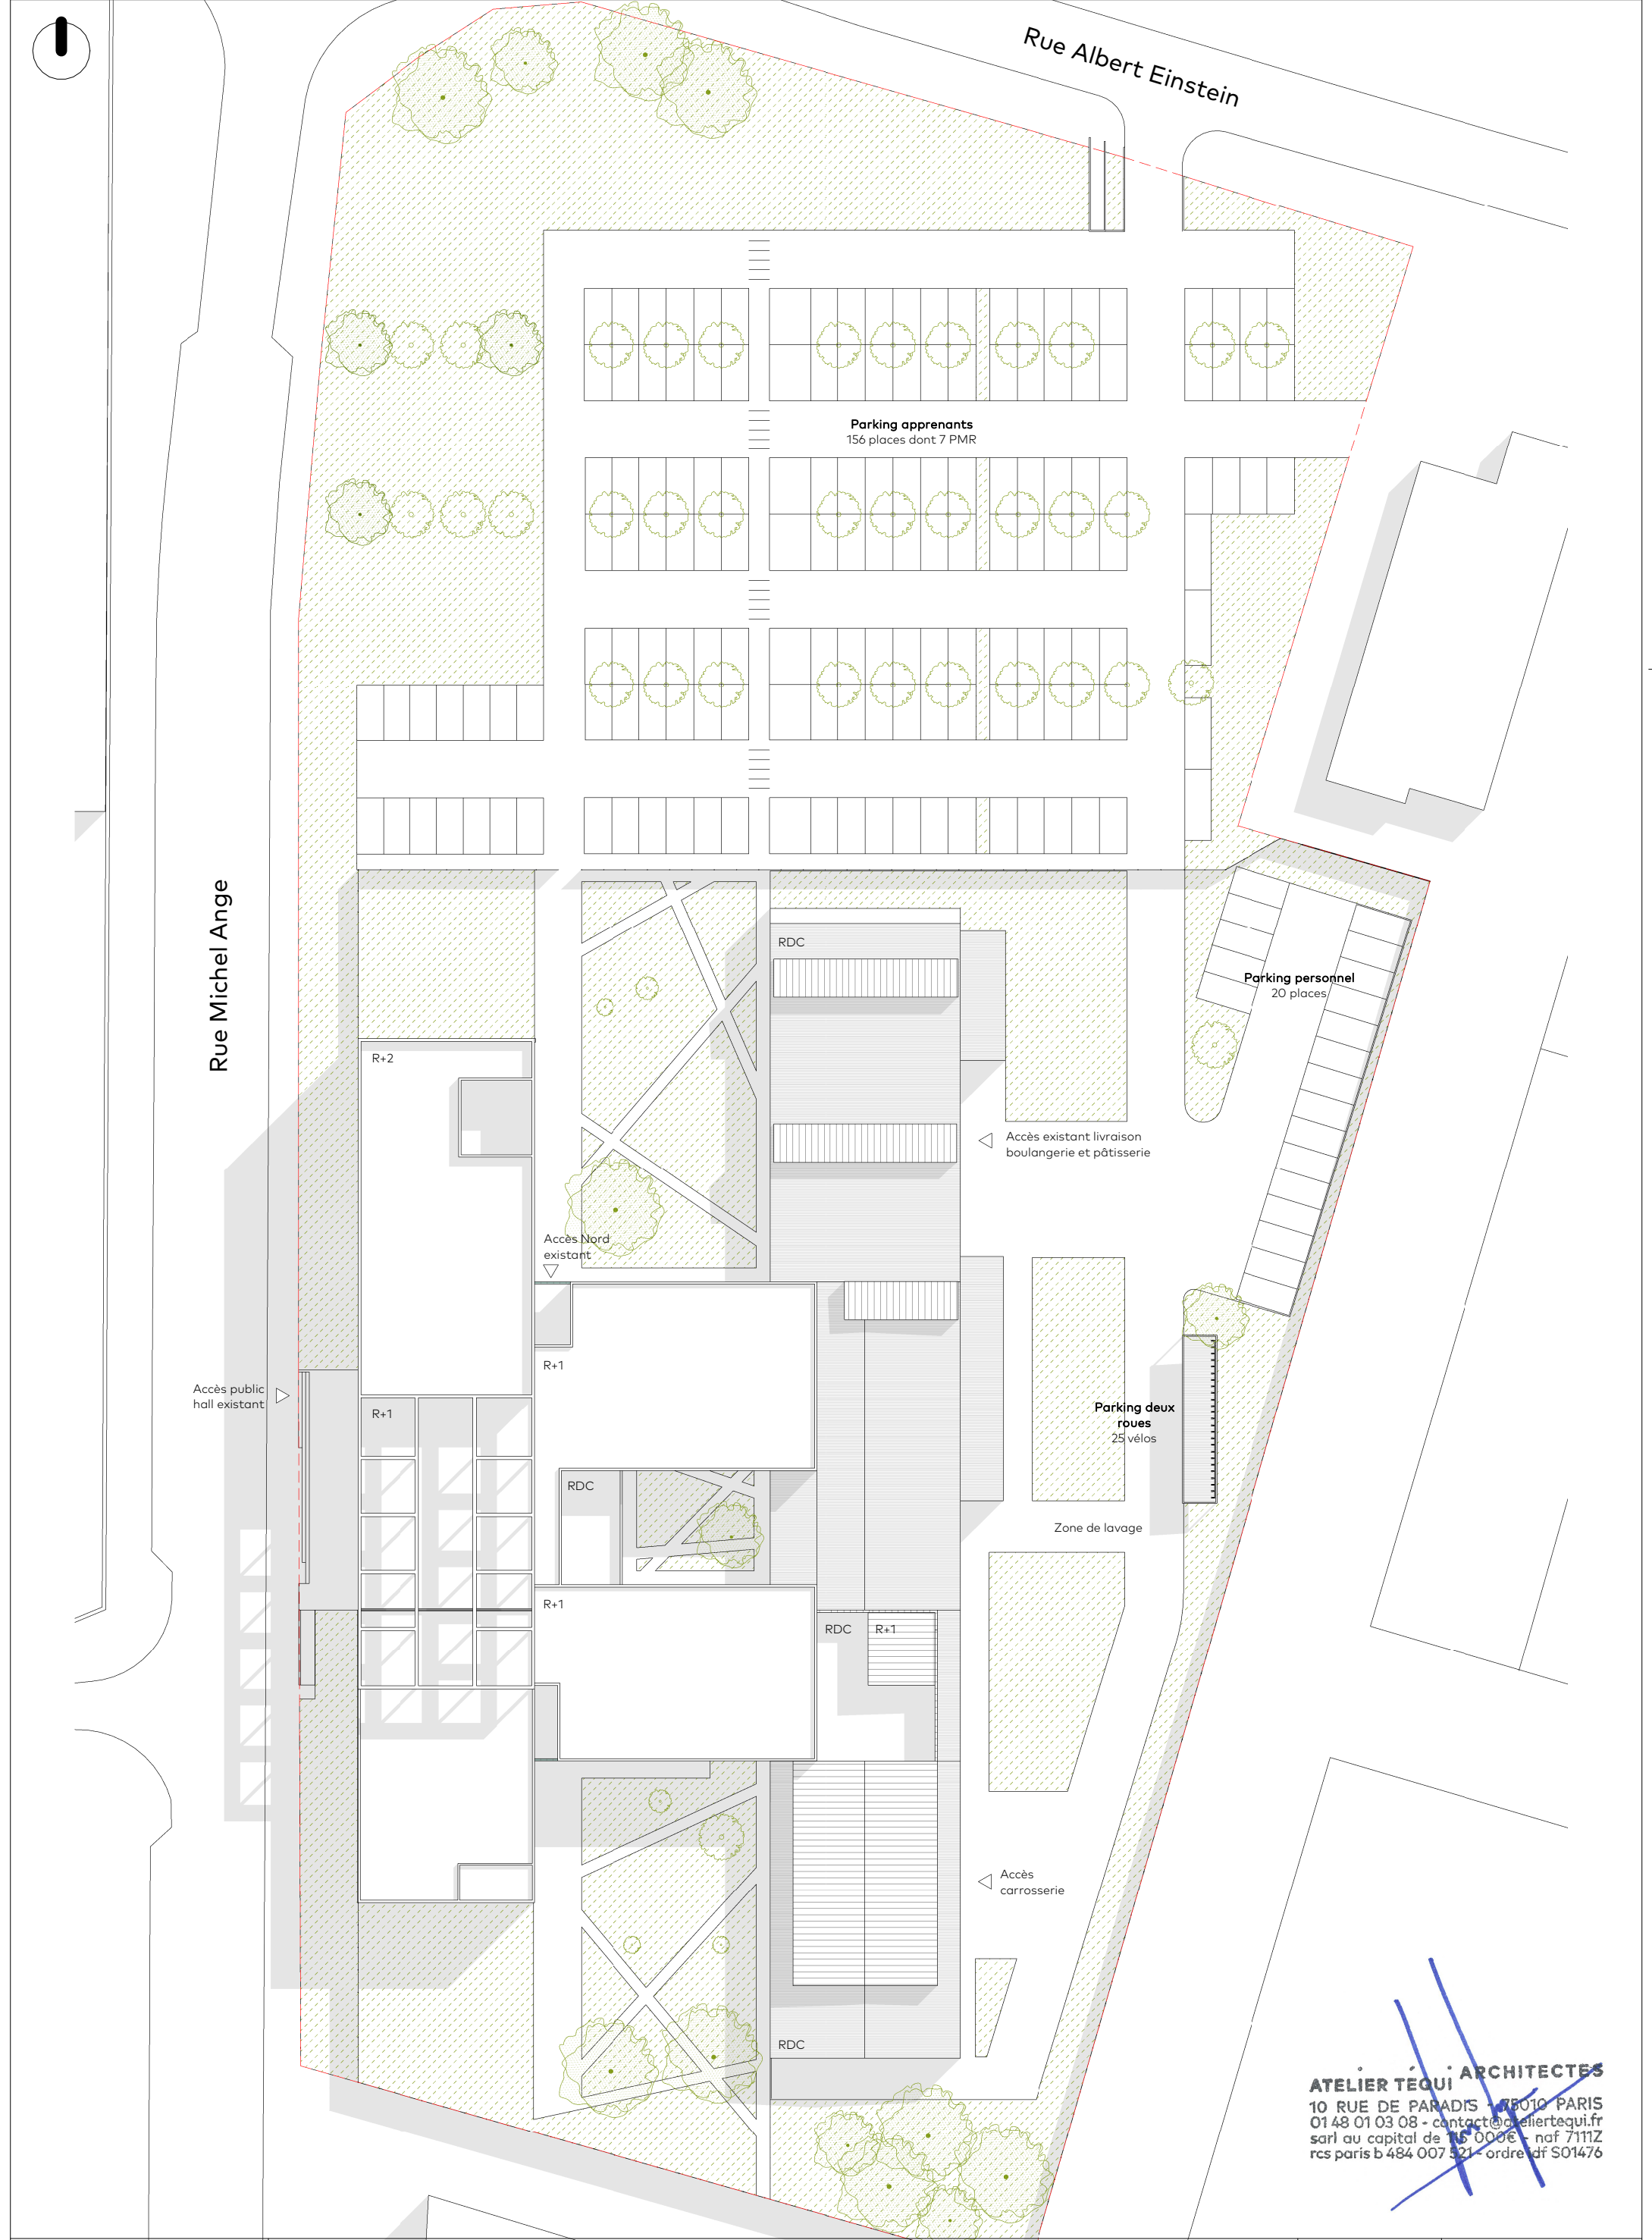 Rue Albert Einstein
Parking apprenants
156 places dont 7 PMR
Rue Michel Ange
RDC
Parking personnel
20 places
R+2
Accès existant livraison
boulangerie et pâtisserie
Accès Nord
existant
R+1
Accès public
hall existant
R+1
Parking deux
roues
25 vélos
RDC
Zone de lavage
R+1
RDC
R+1
Accès
carrosserie
RDC
ATELIER TÉQUI ARCHITECTES
10 RUE DE PARADIS - 75010 PARIS
01 48 01 03 08 - contact@ateliertequi.fr
sarl au capital de 000€ - naf 7111Z
rcs paris b 484 007 521 - ordre idf S01476